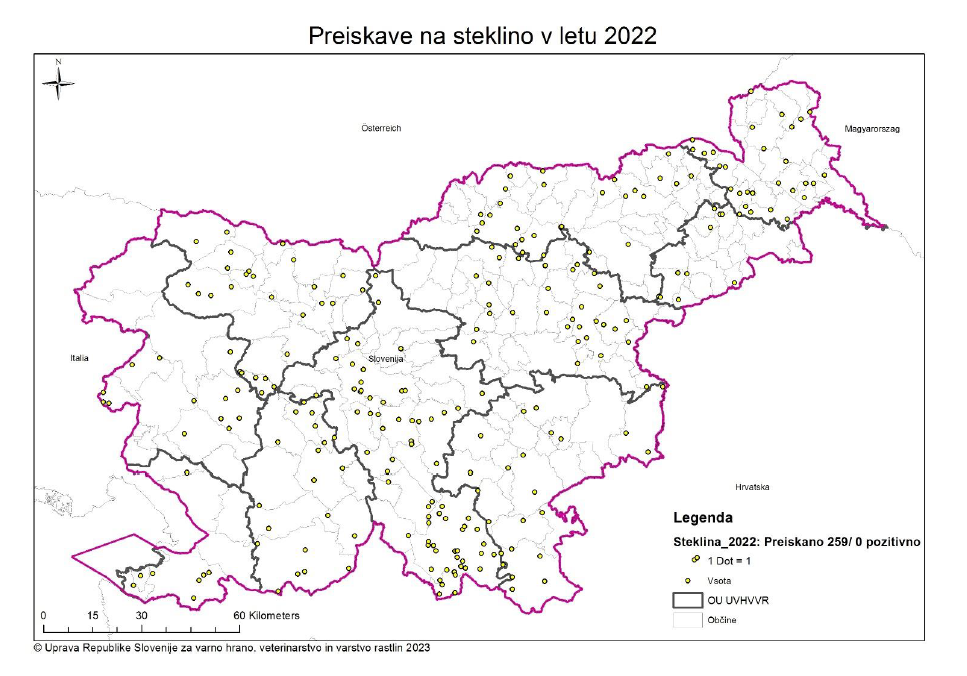 Preiskave na steklino v letu 2022
N
Österreich
Magyarorszag
Italia
Slovenija
Hrvatska
Legenda
Steklina_2022: Preiskano 259/ 0 pozitivno
1 Dot = 1
Vsota
OU UVHVVR
Občine
0 15 30 60 Kilometers
© Uprava Republike Slovenije za varno hrano, veterinarstvo in varstvo rastlin 2023